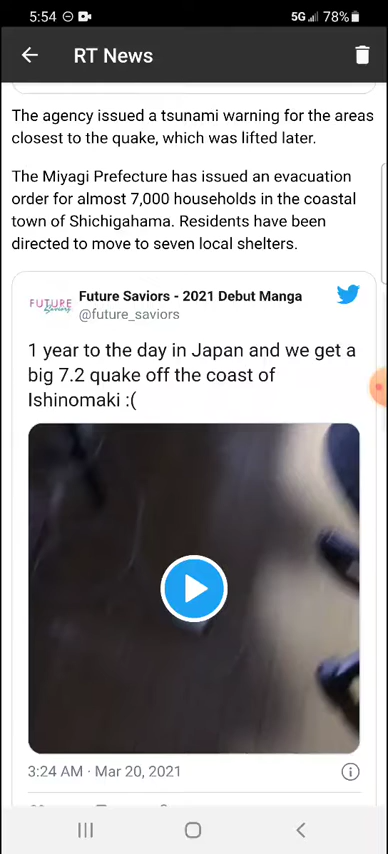 5:54
5G 78%
RT News
The agency issued a tsunami warning for the areas
closest to the quake, which was lifted later.
The Miyagi Prefecture has issued an evacuation
order for almost 7,000 households in the coastal
town of Shichigahama. Residents have been
directed to move to seven local shelters.
FUTURE
Saviors
Future Saviors - 2021 Debut Manga
@future_saviors
1 year to the day in Japan and we get a
big 7.2 quake off the coast of
Ishinomaki :(
3:24 AM · Mar 20, 2021